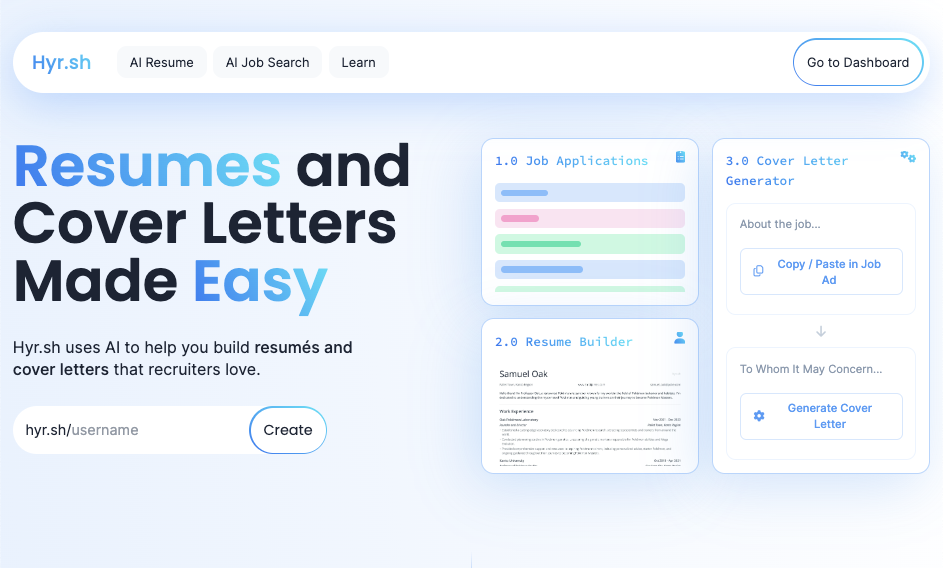 Hyr.sh
AI Resume
AI Job Search
Learn
Go to Dashboard
Resumes and
Cover Letters
Made Easy
Hyr.sh uses AI to help you build resumés and
cover letters that recruiters love.
hyr.sh/username
Create
1.0 Job Applications
2.0 Resume Builder
Samuel Oak
Work Experience
3.0 Cover Letter
Generator
About the job...
Copy / Paste in Job
Ad
To Whom It May Concern...
Generate Cover
Letter